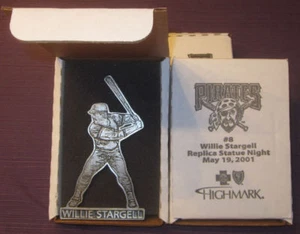 WILLIE STARGELL
PIRATES
#8
Willie Stargell
Replica Statue Night
May 19, 2001
HIGHMARK.